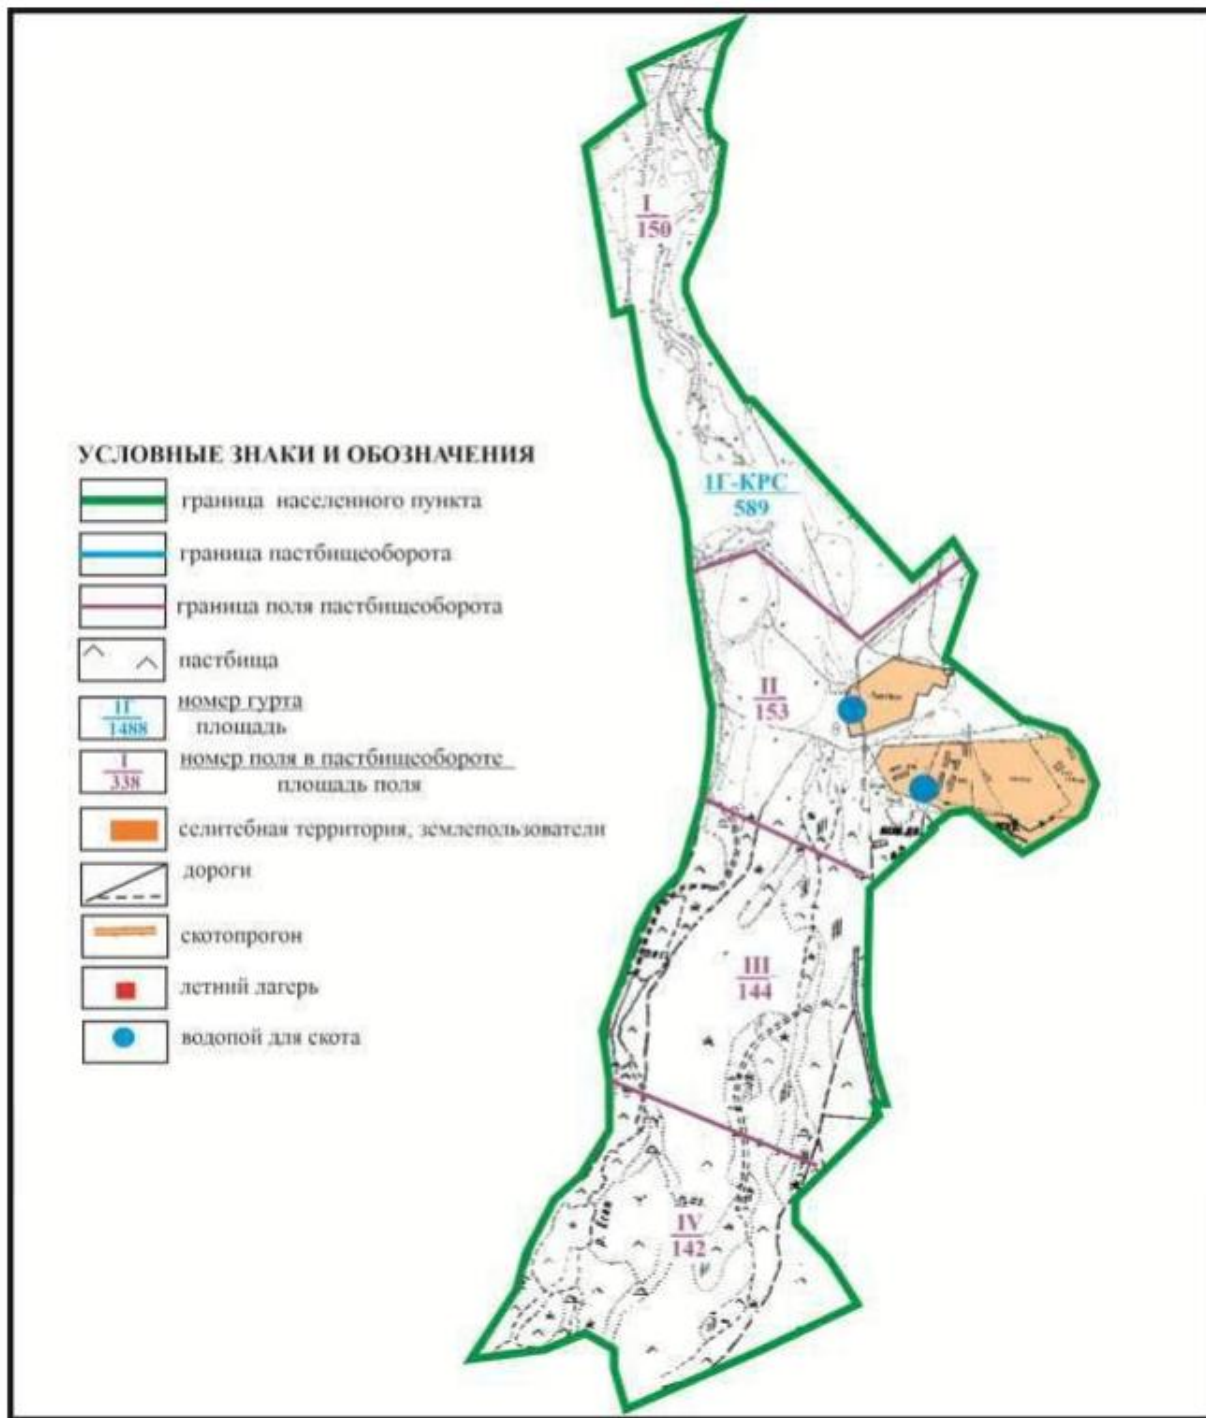 I
150
УСЛОВНЫЕ ЗНАКИ И ОБОЗНАЧЕНИЯ
граница населенного пункта
граница пастбищеоборота
граница поля пастбищеоборота
пастбища
1Г
1488
номер гурта
площадь
I
338
номер поля в пастбищеобороте
площадь поля
селитебная территория, землепользователи
дороги
скотопрогон
летний лагерь
водопой для скота
1Г-КРС
589
II
153
III
144
IV
142
р. Есил